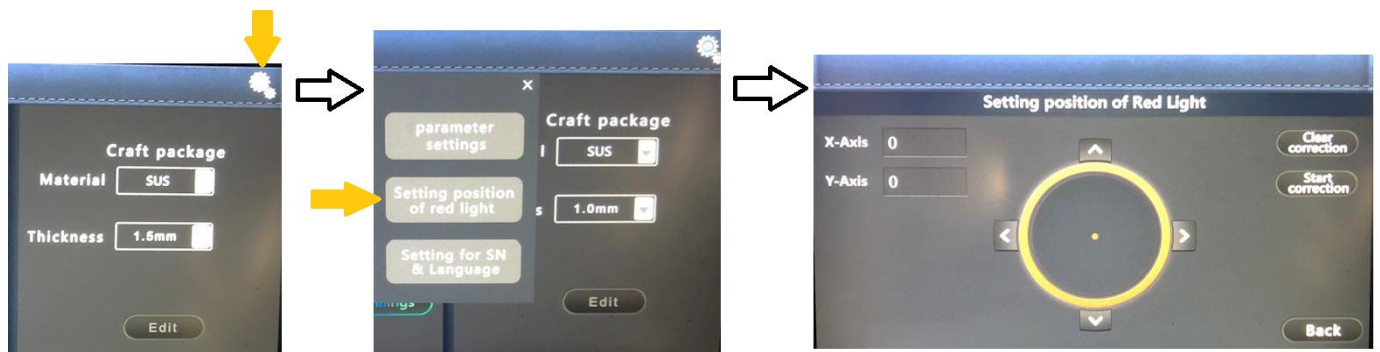 Craft package
Material SUS
Thickness 1.5mm
Edit
×
parameter
settings
Setting position
of red light
Setting for SN
& Language
Craft package
SUS
1.0mm
Edit
Setting position of Red Light
X-Axis 0
Y-Axis 0
Clear
correction
Start
correction
Back